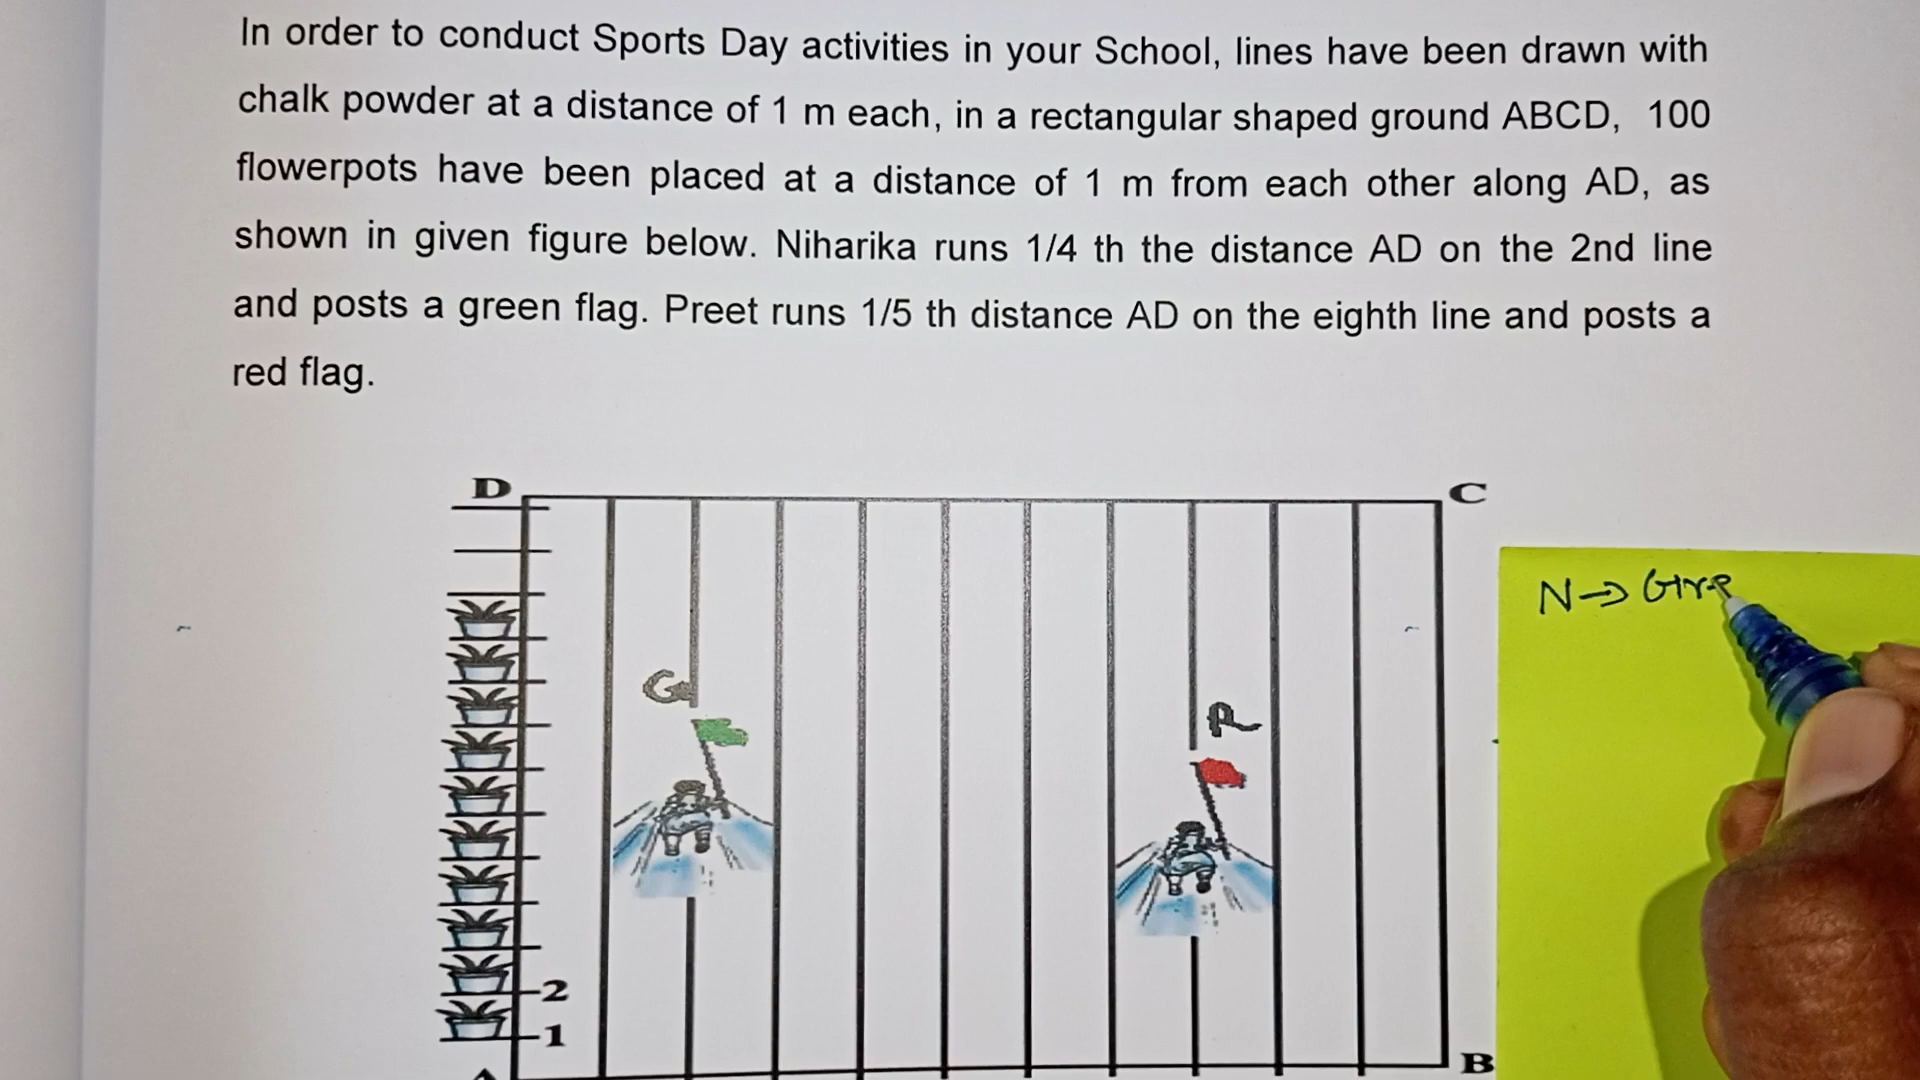 In order to conduct Sports Day activities in your School, lines have been drawn with
chalk powder at a distance of 1 m each, in a rectangular shaped ground ABCD, 100
flowerpots have been placed at a distance of 1 m from each other along AD, as
shown in given figure below. Niharika runs 1/4 th the distance AD on the 2nd line
and posts a green flag. Preet runs 1/5 th distance AD on the eighth line and posts a
red flag.
D
C
N→
G
R
2
1
B